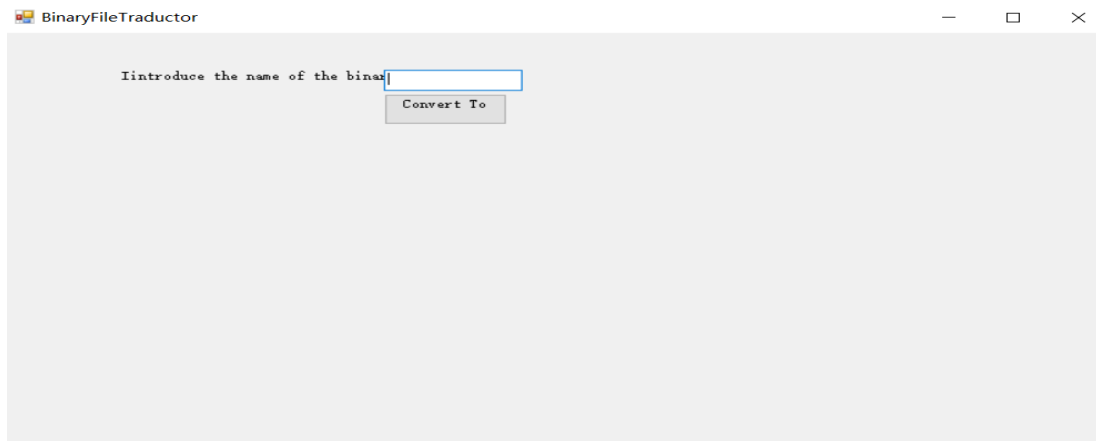 BinaryFileTraductor
Iintroduce the name of the binar
Convert To